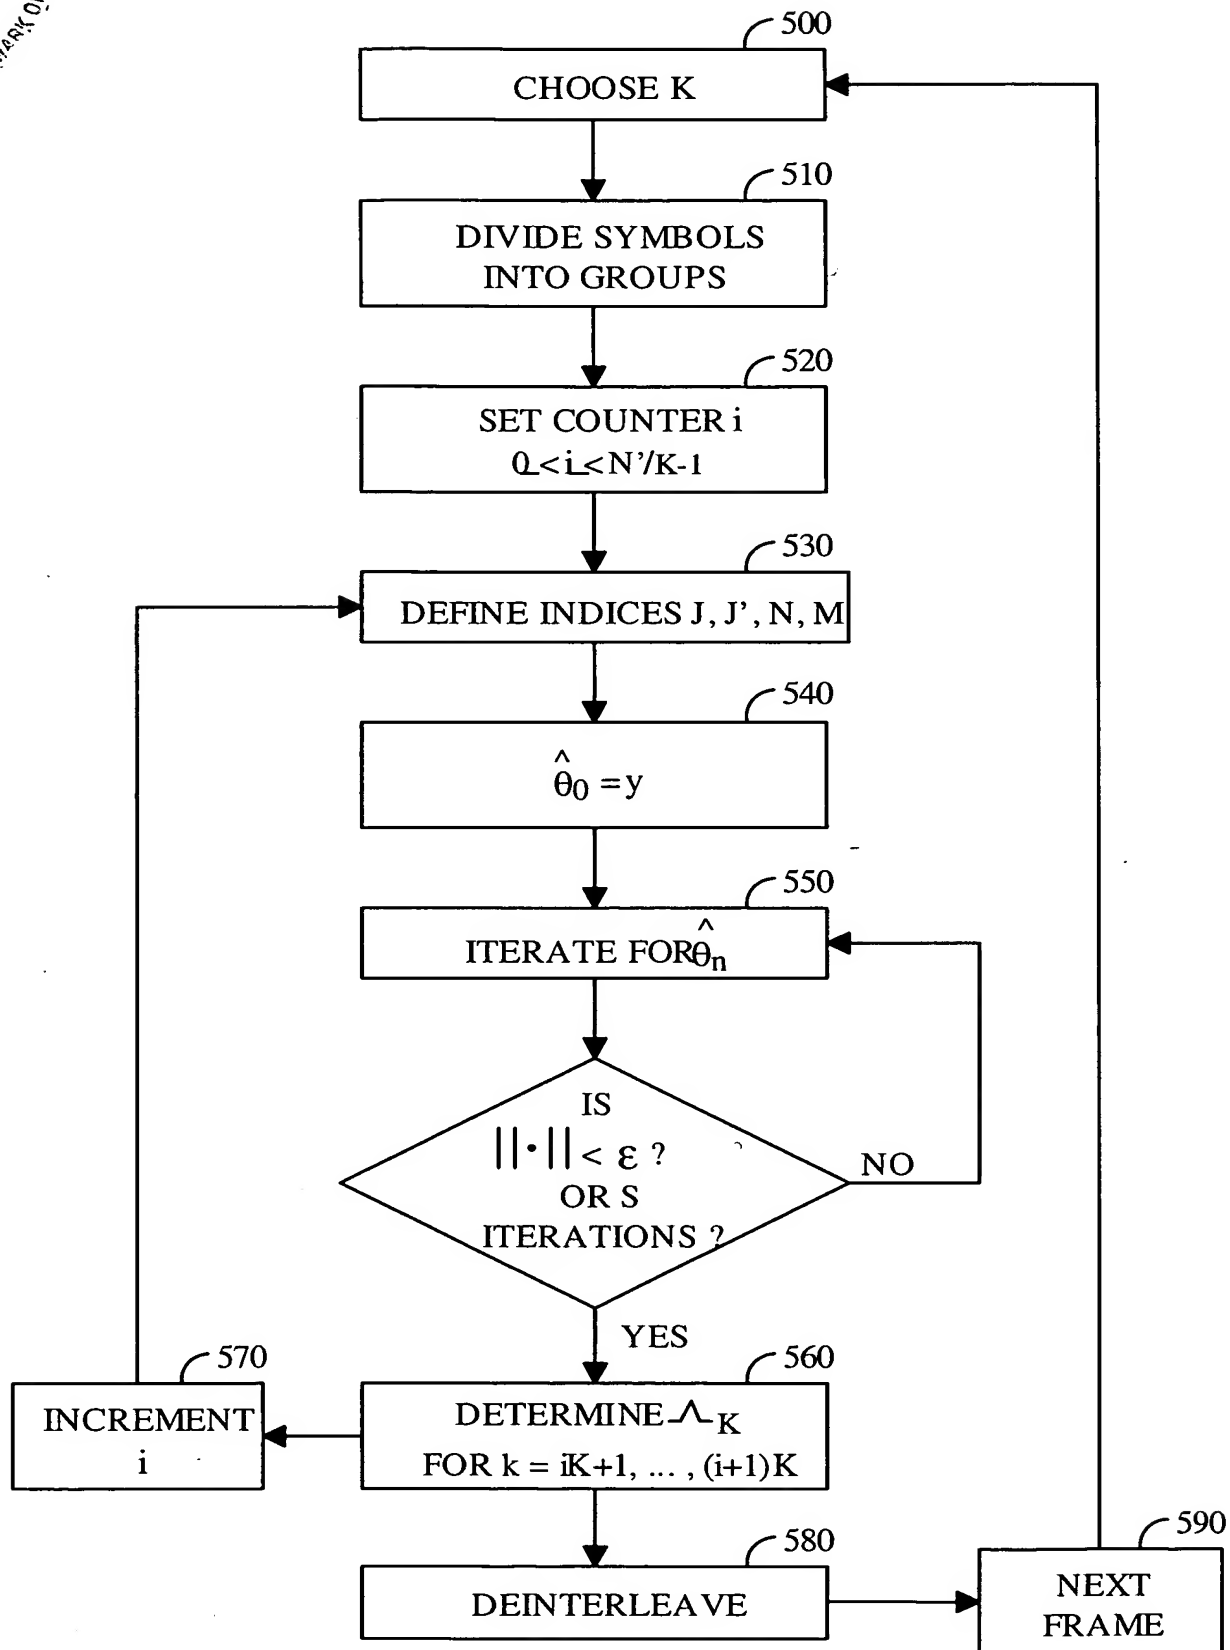 500
CHOOSE K
510
DIVIDE SYMBOLS
INTO GROUPS
520
SET COUNTER i
0≤i≤N'/K-1
530
DEFINE INDICES J, J', N, M
540
θ̂0 = y
550
ITERATE FOR θ̂n
IS
||·|| < ε ?
OR S
ITERATIONS ?
NO
YES
570
INCREMENT
i
560
DETERMINE ΛK
FOR k = iK+1, ... , (i+1)K
580
DEINTERLEAVE
590
NEXT
FRAME